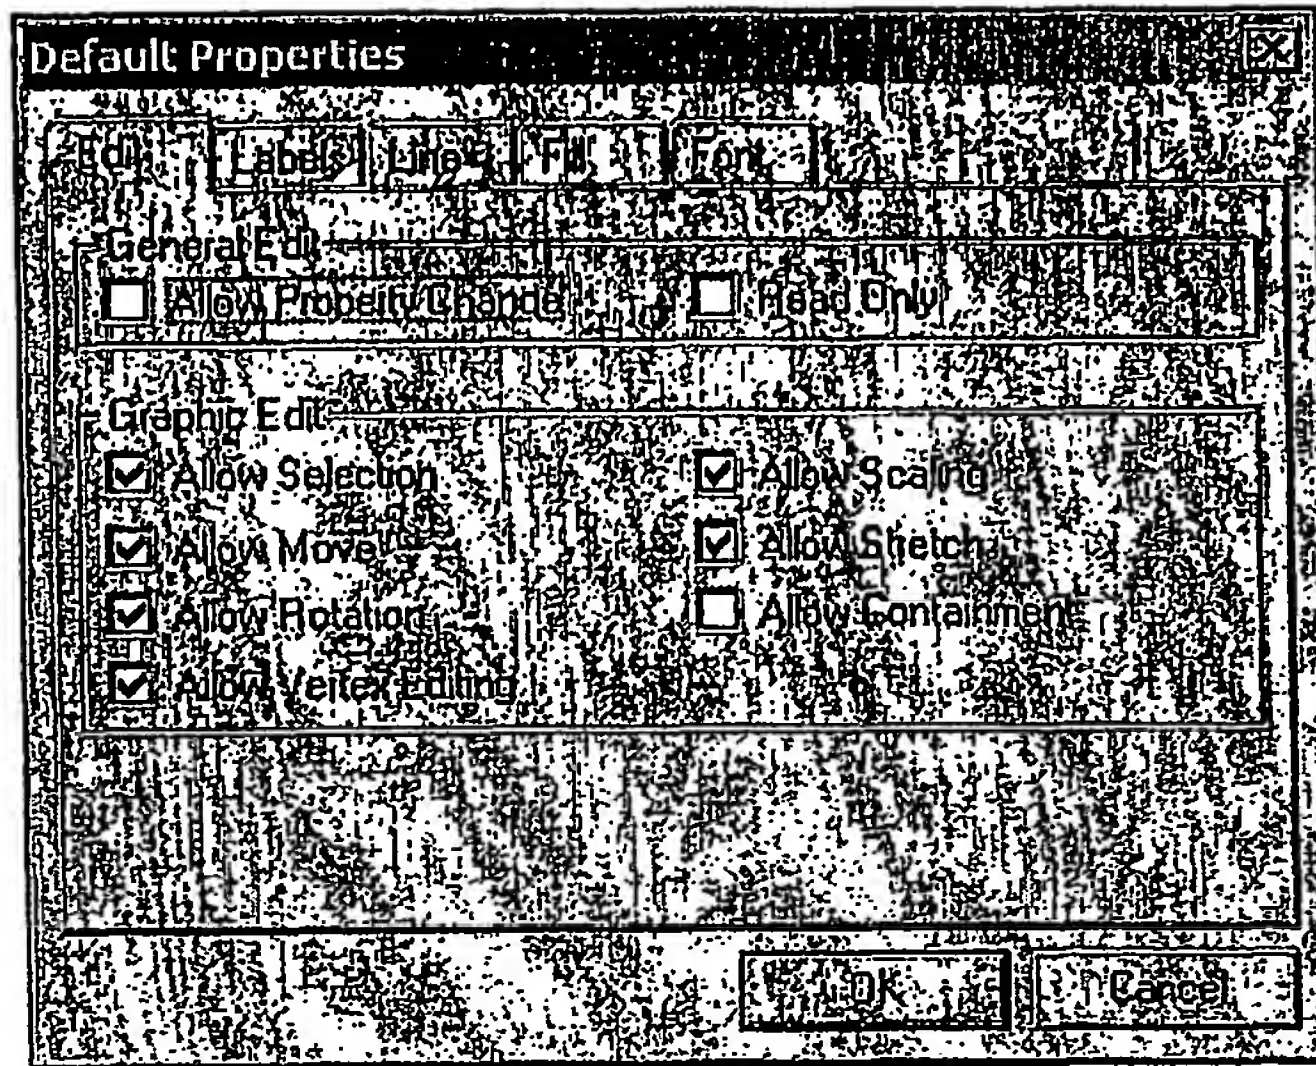 Default Properties
Edit Labels Line Fill Font
General Edit
Allow Property Change Read Only
Graphic Edit
Allow Selection Allow Scaling
Allow Move Allow Stretch
Allow Rotation Allow Containment
Allow Vertex Editing
OK Cancel